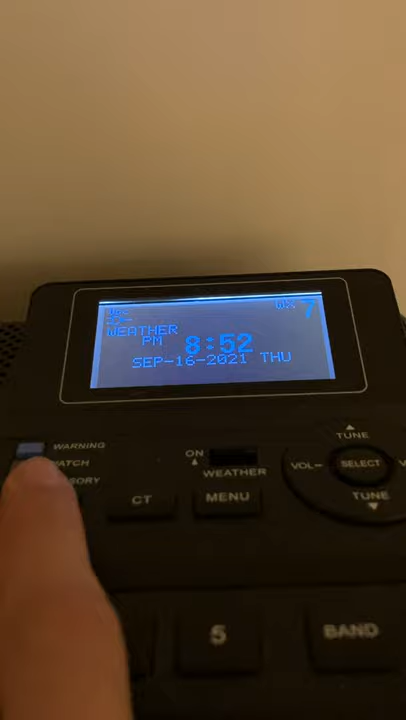 7
WEATHER
PM 8:52
SEP-16-2021 THU
WARNING
ON
WEATHER
CT
MENU
TUNE
VOL-
SELECT
V
TUNE
5
BAND